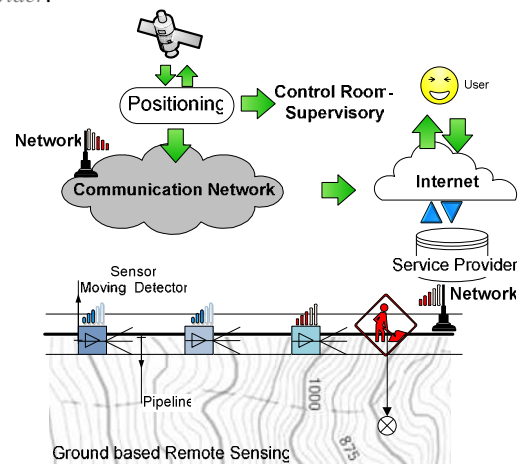 User
Positioning
Control Room-
Supervisory
Network
Communication Network
Internet
Service Provider
Sensor
Moving Detector
Network
Pipeline
1000
875
Ground based Remote Sensing